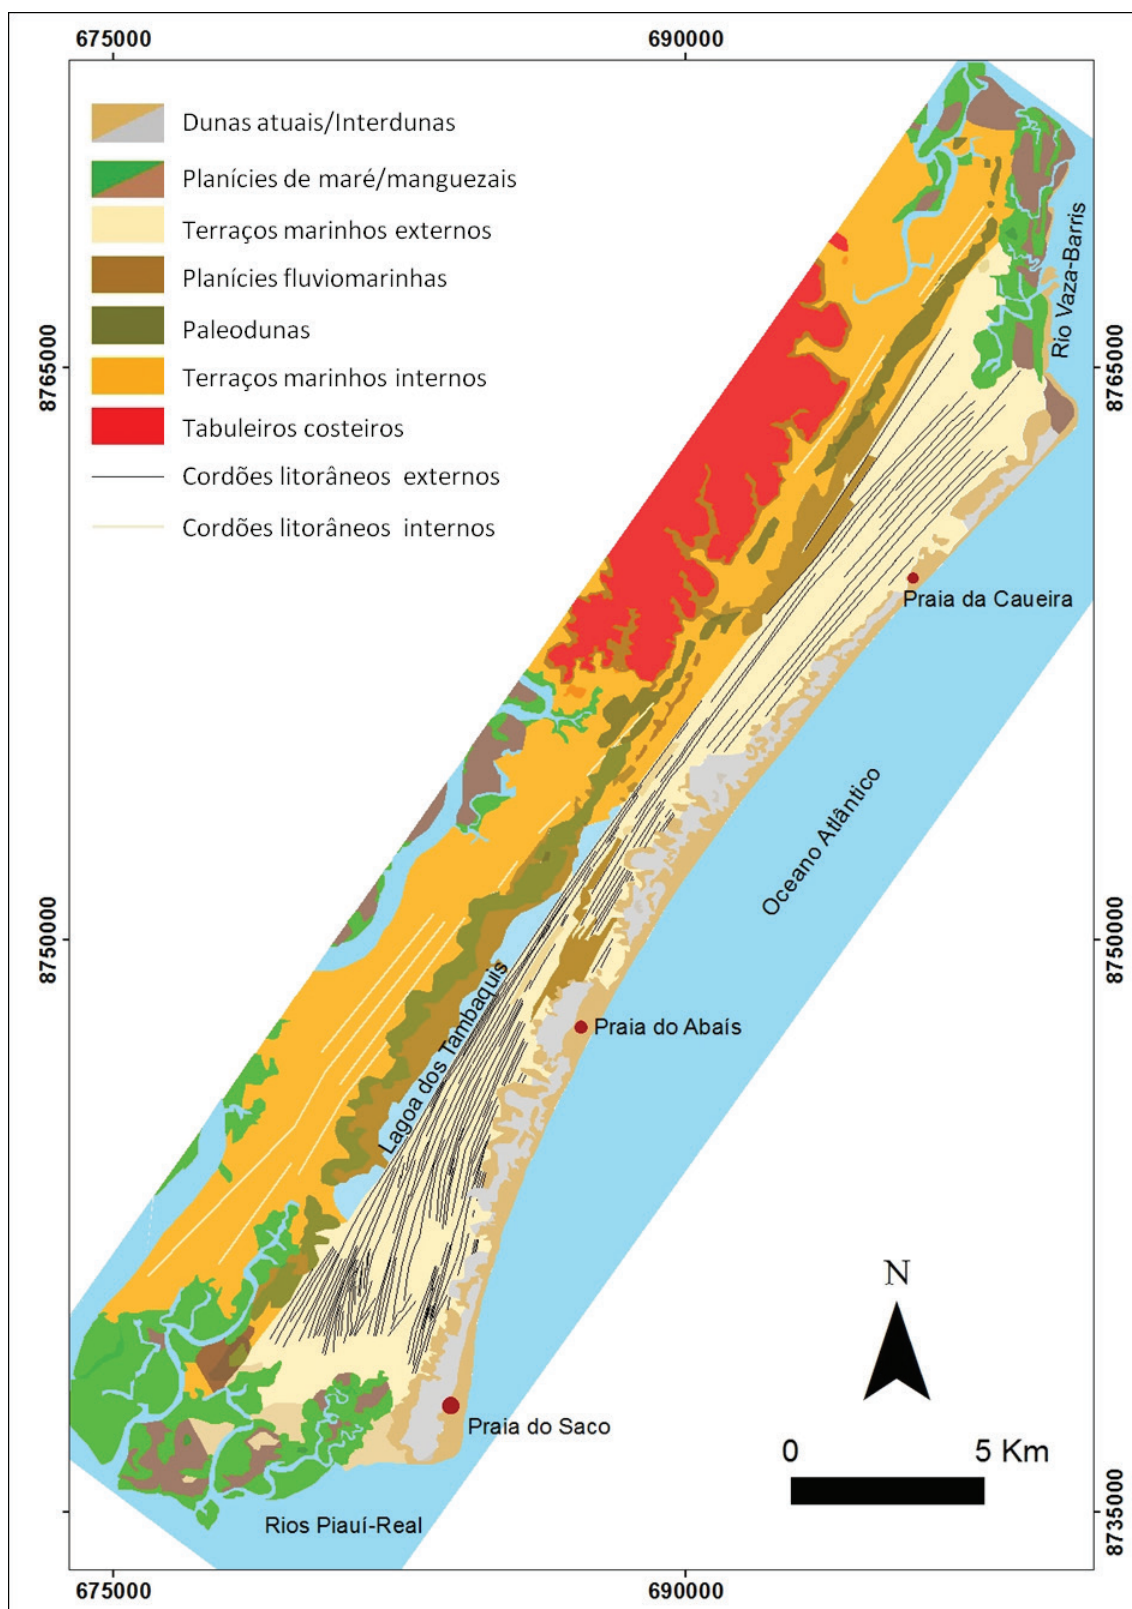 675000
690000
Dunas atuais/Interdunas
Planícies de maré/manguezais
Terraços marinhos externos
Planícies fluviomarinhas
Paleodunas
Terraços marinhos internos
Tabuleiros costeiros
Cordões litorâneos externos
Cordões litorâneos internos
Rio Vaza-Barris
8765000
8765000
Praia da Caueira
Oceano Atlântico
8750000
8750000
Lagoa dos Tambaquis
Praia do Abaís
N
Praia do Saco
0 5 Km
Rios Piauí-Real
8735000
675000
690000